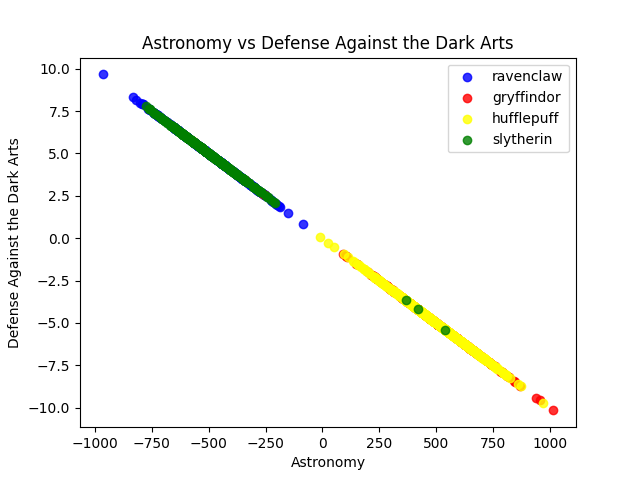 Astronomy vs Defense Against the Dark Arts
ravenclaw
gryffindor
hufflepuff
slytherin
Defense Against the Dark Arts
10.0
7.5
5.0
2.5
0.0
−2.5
−5.0
−7.5
−10.0
−1000 −750 −500 −250 0 250 500 750 1000
Astronomy